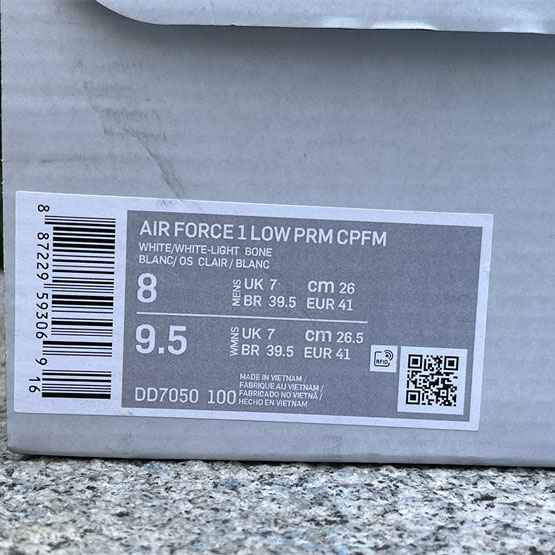 AIR FORCE 1 LOW PRM CPFM
WHITE/WHITE-LIGHT BONE
BLANC/OS CLAIR/BLANC
8 MENS UK 7 cm 26
BR 39.5 EUR 41
9.5 WMNS UK 7 cm 26.5
BR 39.5 EUR 41
RFID
DD7050 100
MADE IN VIETNAM /
FABRIQUE AU VIETNAM /
FABRICADO NO VIETNÃ /
HECHO EN VIETNAM
8 87229 59306 9 16